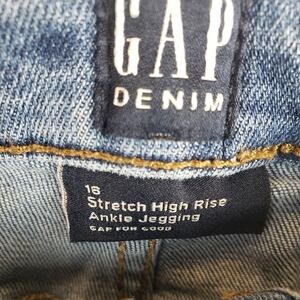 GAP
DENIM
16
Stretch High Rise
Ankle Jegging
GAP FOR GOOD